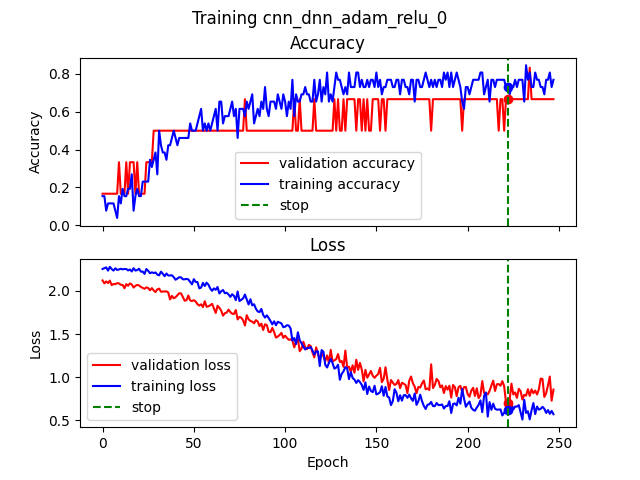 Training cnn_dnn_adam_relu_0
Accuracy
0.8
0.6
0.4
0.2
0.0
Accuracy
validation accuracy
training accuracy
stop
Loss
2.0
1.5
1.0
0.5
Loss
validation loss
training loss
stop
0 50 100 150 200 250
Epoch